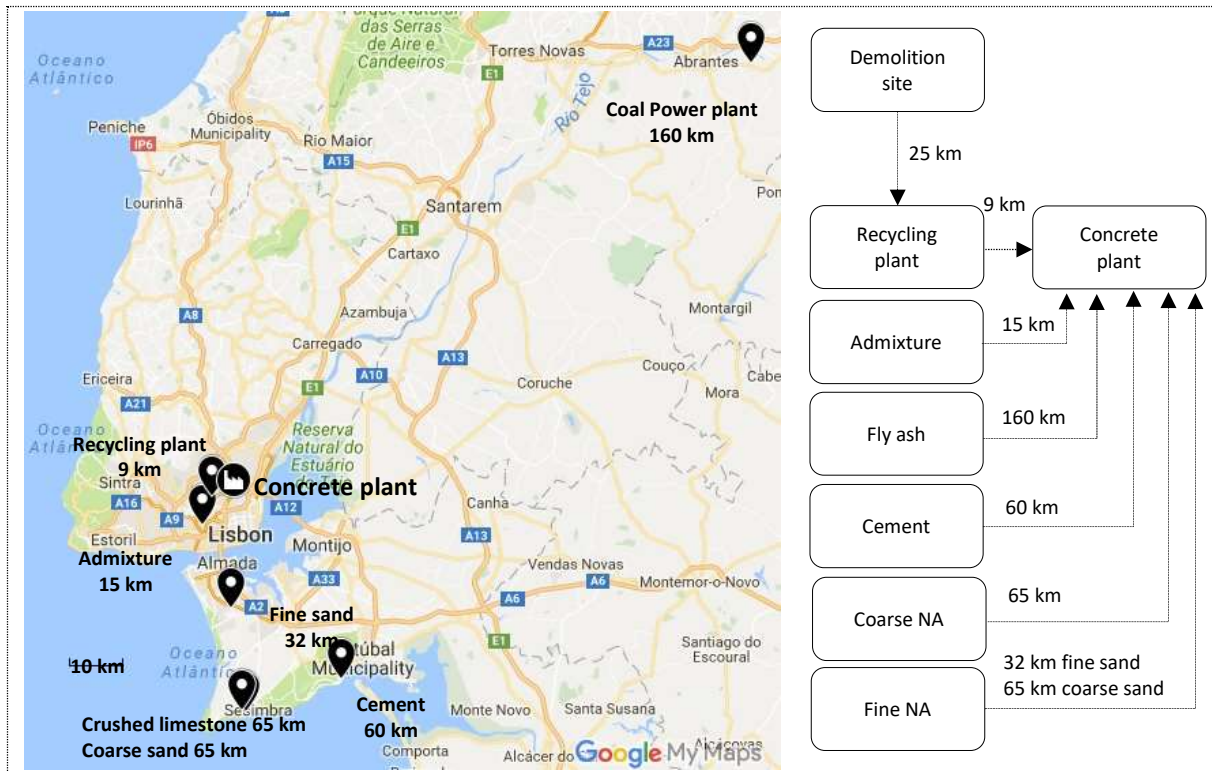 Parque Natural
das Serras
de Aire e
Candeeiros
Oceano
Atlântico
Torres Novas
A23
Abrantes
E1
Coal Power plant
160 km
Rio Tejo
Peniche
Óbidos
Municipality
IP6
Rio Maior
A15
Lourinhã
Santarem
E1
Cartaxo
A8
Azambuja
Montargil
Carregado
A13
Couço
Ericeira
A10
Coruche
Mora
A21
E1
Oceano
Recycling plant
9 km
Reserva
Natural do
Estuário
Concrete plant
Sintra
A16
A9
A12
Canha
Estoril
Lisbon
Montijo
A13
Admixture
15 km
Almada
A33
Vendas Novas
A6
Montemor-o-Novo
A2
Fine sand
32 km
A6
E1
Santiago do
Escoural
10 km
Oceano
Municipality
Sesimbra
Cement
60 km
Crushed limestone 65 km
Coarse sand 65 km
Monte Novo
Santa Susana
Comporta
Alcácer do
Google My Maps
Demolition
site
25 km
Recycling
plant
9 km
Concrete
plant
Admixture
15 km
Fly ash
160 km
Cement
60 km
Coarse NA
65 km
Fine NA
32 km fine sand
65 km coarse sand